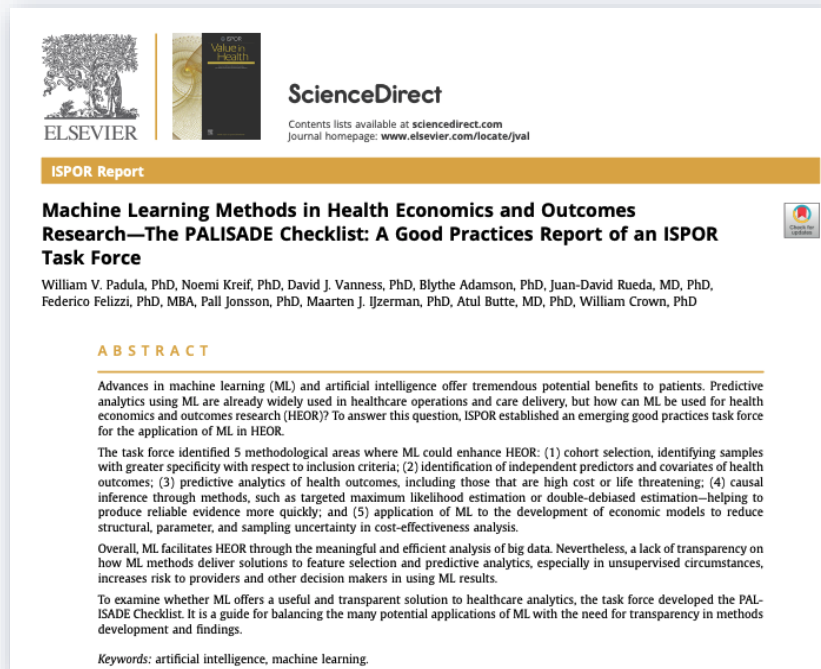 ELSEVIER
ISPOR
Value in
Health
ScienceDirect
Contents lists available at sciencedirect.com
Journal homepage: www.elsevier.com/locate/jval
ISPOR Report
Machine Learning Methods in Health Economics and Outcomes
Research—The PALISADE Checklist: A Good Practices Report of an ISPOR
Task Force
Check for
updates
William V. Padula, PhD, Noemi Kreif, PhD, David J. Vanness, PhD, Blythe Adamson, PhD, Juan-David Rueda, MD, PhD,
Federico Felizzi, PhD, MBA, Pall Jonsson, PhD, Maarten J. IJzerman, PhD, Atul Butte, MD, PhD, William Crown, PhD
ABSTRACT
Advances in machine learning (ML) and artificial intelligence offer tremendous potential benefits to patients. Predictive
analytics using ML are already widely used in healthcare operations and care delivery, but how can ML be used for health
economics and outcomes research (HEOR)? To answer this question, ISPOR established an emerging good practices task force
for the application of ML in HEOR.
The task force identified 5 methodological areas where ML could enhance HEOR: (1) cohort selection, identifying samples
with greater specificity with respect to inclusion criteria; (2) identification of independent predictors and covariates of health
outcomes; (3) predictive analytics of health outcomes, including those that are high cost or life threatening; (4) causal
inference through methods, such as targeted maximum likelihood estimation or double-debiased estimation—helping to
produce reliable evidence more quickly; and (5) application of ML to the development of economic models to reduce
structural, parameter, and sampling uncertainty in cost-effectiveness analysis.
Overall, ML facilitates HEOR through the meaningful and efficient analysis of big data. Nevertheless, a lack of transparency on
how ML methods deliver solutions to feature selection and predictive analytics, especially in unsupervised circumstances,
increases risk to providers and other decision makers in using ML results.
To examine whether ML offers a useful and transparent solution to healthcare analytics, the task force developed the PAL-
ISADE Checklist. It is a guide for balancing the many potential applications of ML with the need for transparency in methods
development and findings.
Keywords: artificial intelligence, machine learning.